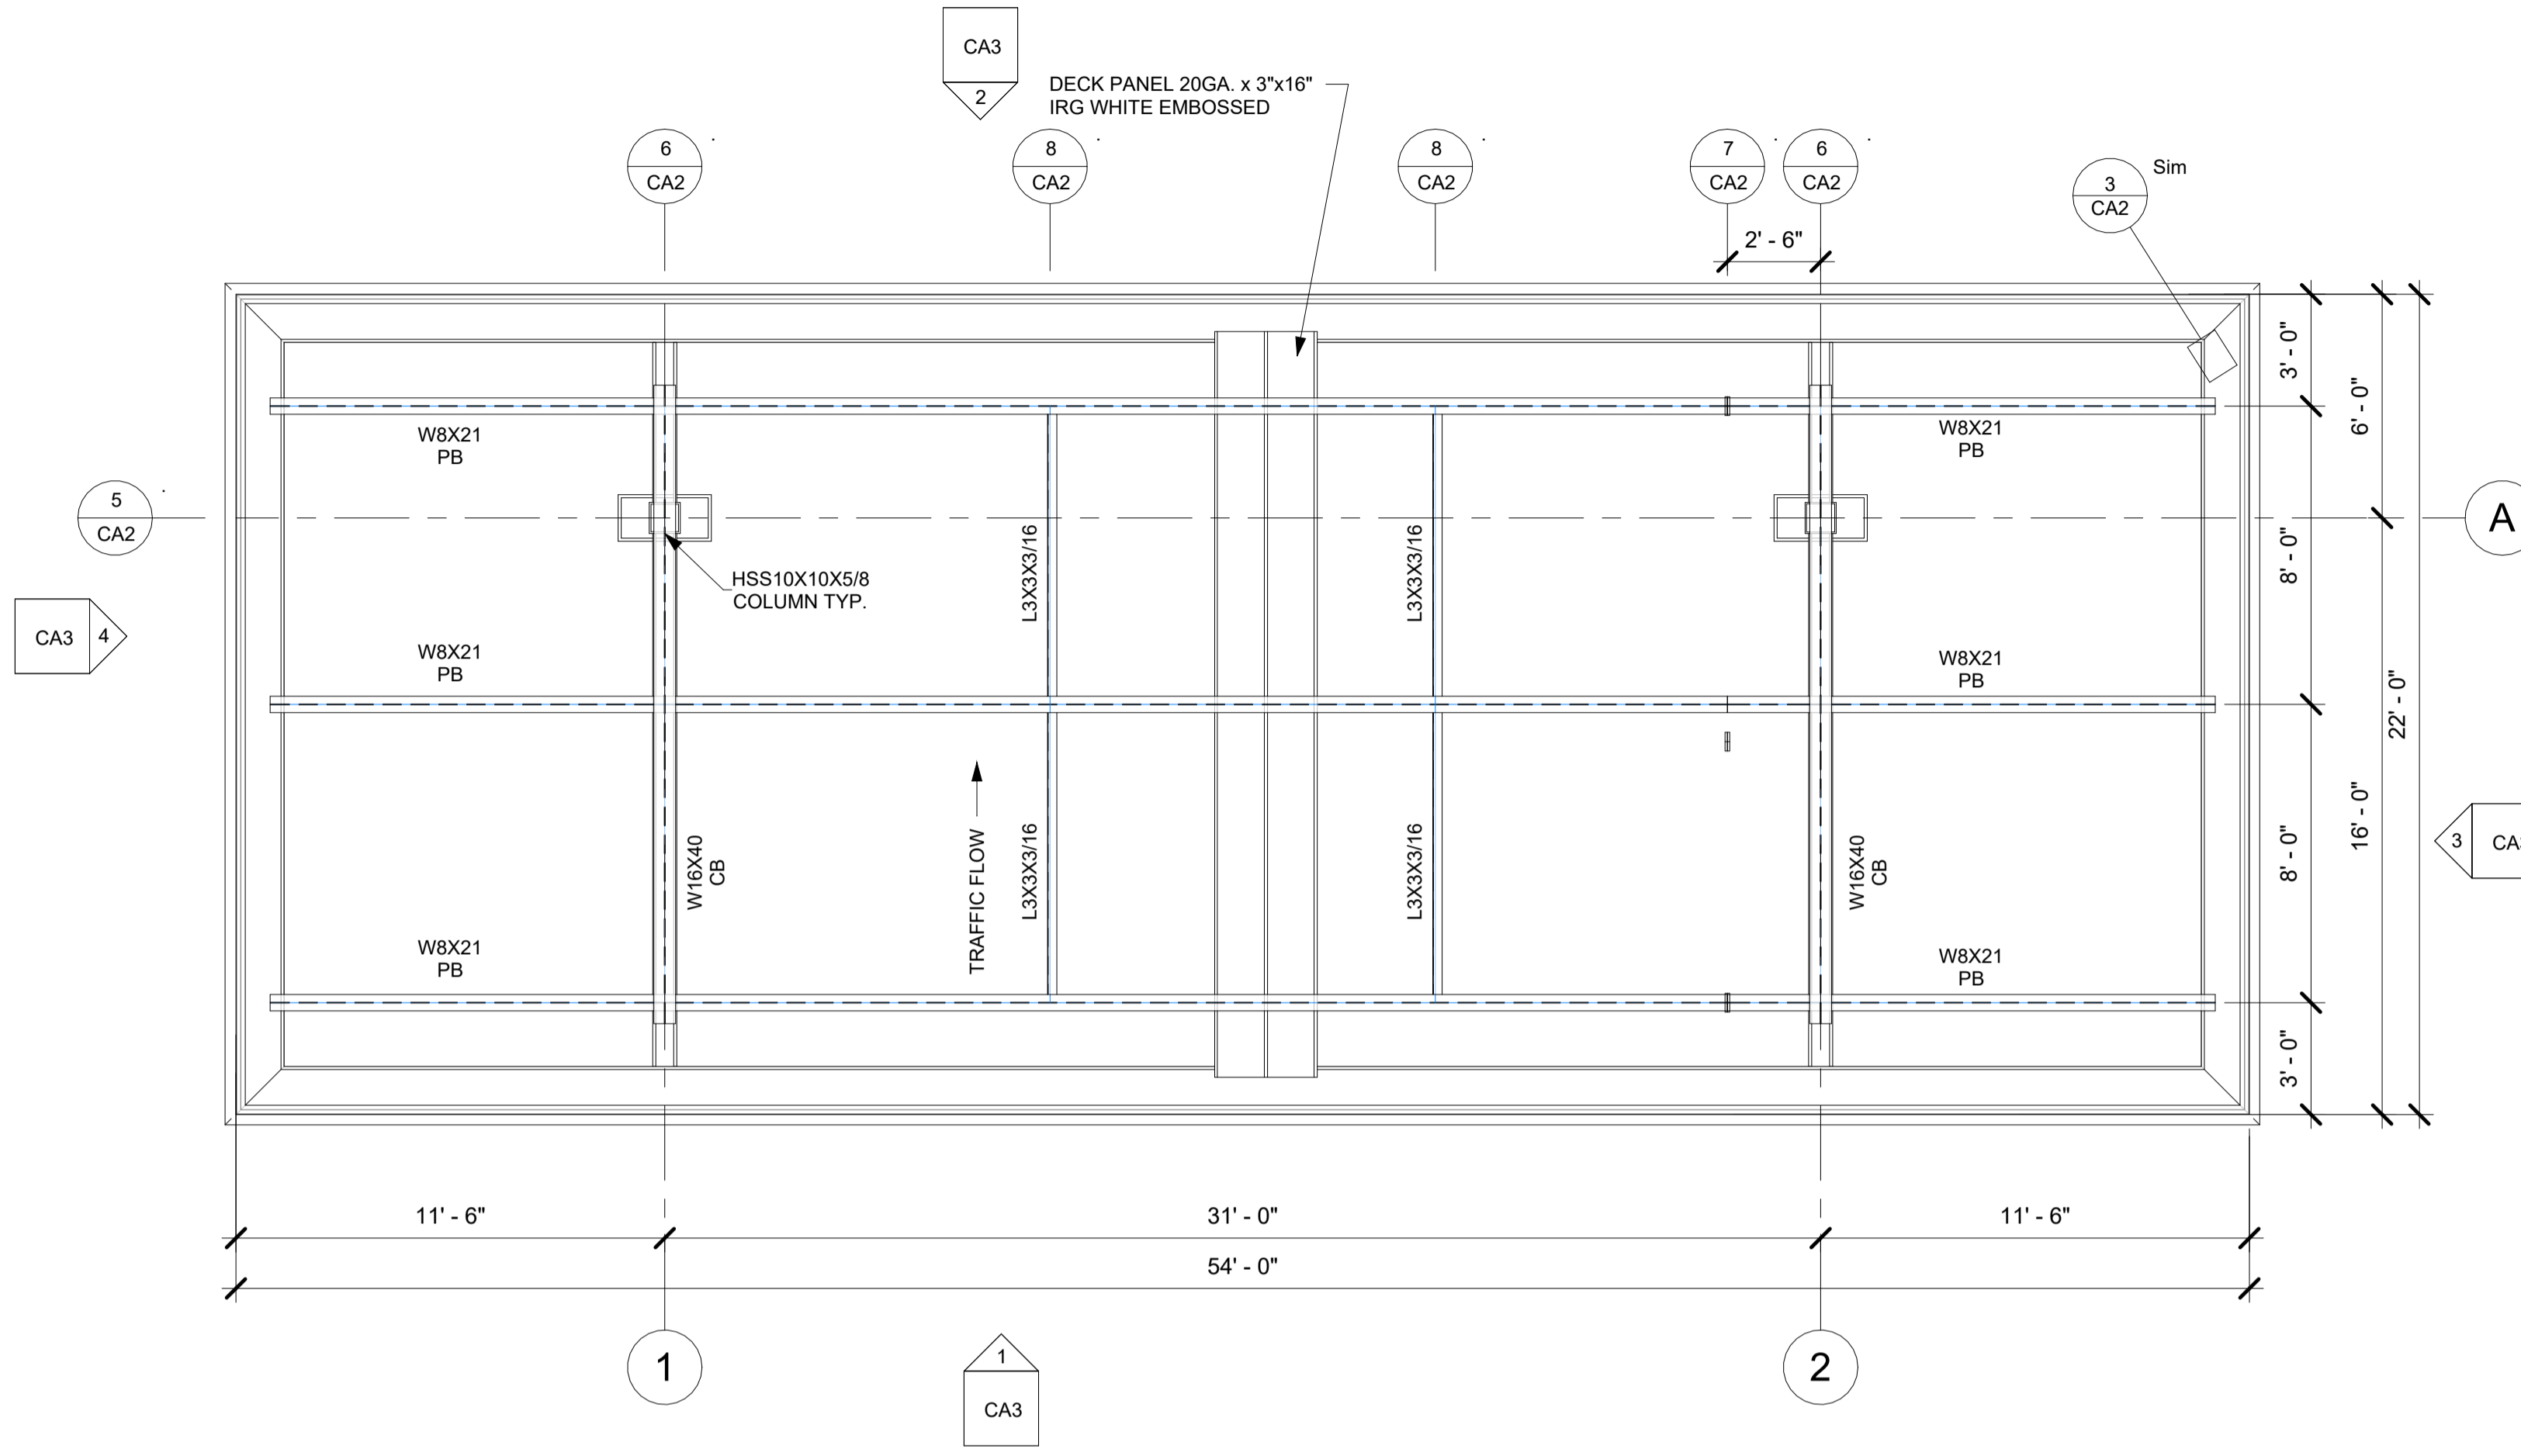 CA3
2
DECK PANEL 20GA. x 3"x16"
IRG WHITE EMBOSSED
6
CA2
8
CA2
8
CA2
7
CA2
6
CA2
3
CA2
Sim
2' - 6"
3' - 0"
6' - 0"
W8X21
PB
W8X21
PB
5
CA2
A
L3X3X3/16
L3X3X3/16
8' - 0"
HSS10X10X5/8
COLUMN TYP.
CA3
4
W8X21
PB
W8X21
PB
22' - 0"
TRAFFIC FLOW
L3X3X3/16
L3X3X3/16
W16X40
CB
W16X40
CB
8' - 0"
16' - 0"
3
W8X21
PB
W8X21
PB
3' - 0"
11' - 6"
31' - 0"
11' - 6"
54' - 0"
1
2
1
CA3